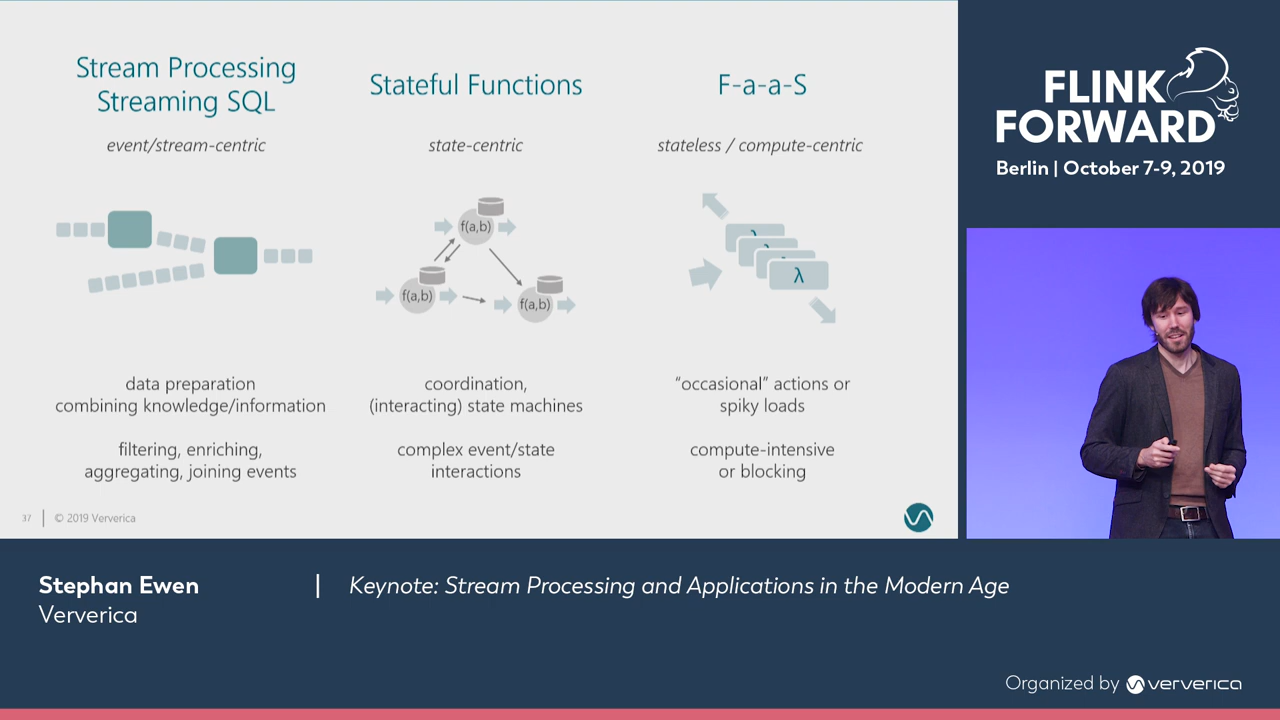 Stream Processing
Streaming SQL
event/stream-centric
data preparation
combining knowledge/information
filtering, enriching,
aggregating, joining events
Stateful Functions
state-centric
f(a,b)
f(a,b)
f(a,b)
coordination,
(interacting) state machines
complex event/state
interactions
F-a-a-S
stateless / compute-centric
λ
λ
λ
λ
"occasional" actions or
spiky loads
compute-intensive
or blocking
37 | © 2019 Ververica
FLINK
FORWARD
Berlin | October 7-9, 2019
Stephan Ewen | Keynote: Stream Processing and Applications in the Modern Age
Ververica
Organized by ververica